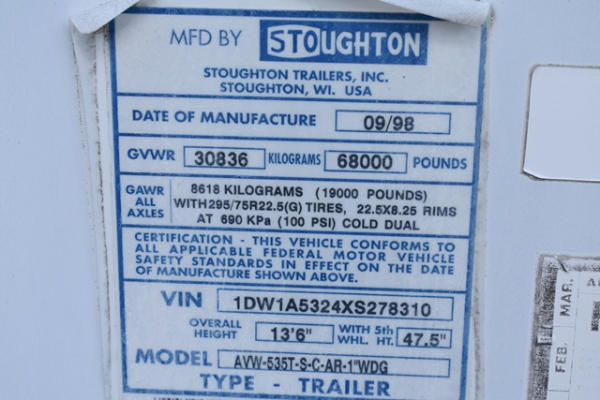 MFD BY STOUGHTON
STOUGHTON TRAILERS, INC.
STOUGHTON, WI. USA
DATE OF MANUFACTURE 09/98
GVWR 30836 KILOGRAMS 68000 POUNDS
GAWR ALL AXLES
8618 KILOGRAMS (19000 POUNDS)
WITH 295/75R22.5(G) TIRES, 22.5X8.25 RIMS
AT 690 KPa (100 PSI) COLD DUAL
CERTIFICATION - THIS VEHICLE CONFORMS TO
ALL APPLICABLE FEDERAL MOTOR VEHICLE
SAFETY STANDARDS IN EFFECT ON THE DATE
OF MANUFACTURE SHOWN ABOVE.
VIN 1DW1A5324XS278310
OVERALL HEIGHT 13'6" WITH 5th WHL. HT. 47.5"
MODEL AVW-535T-S-C-AR-1"WDG
TYPE - TRAILER
FEB. MAR.